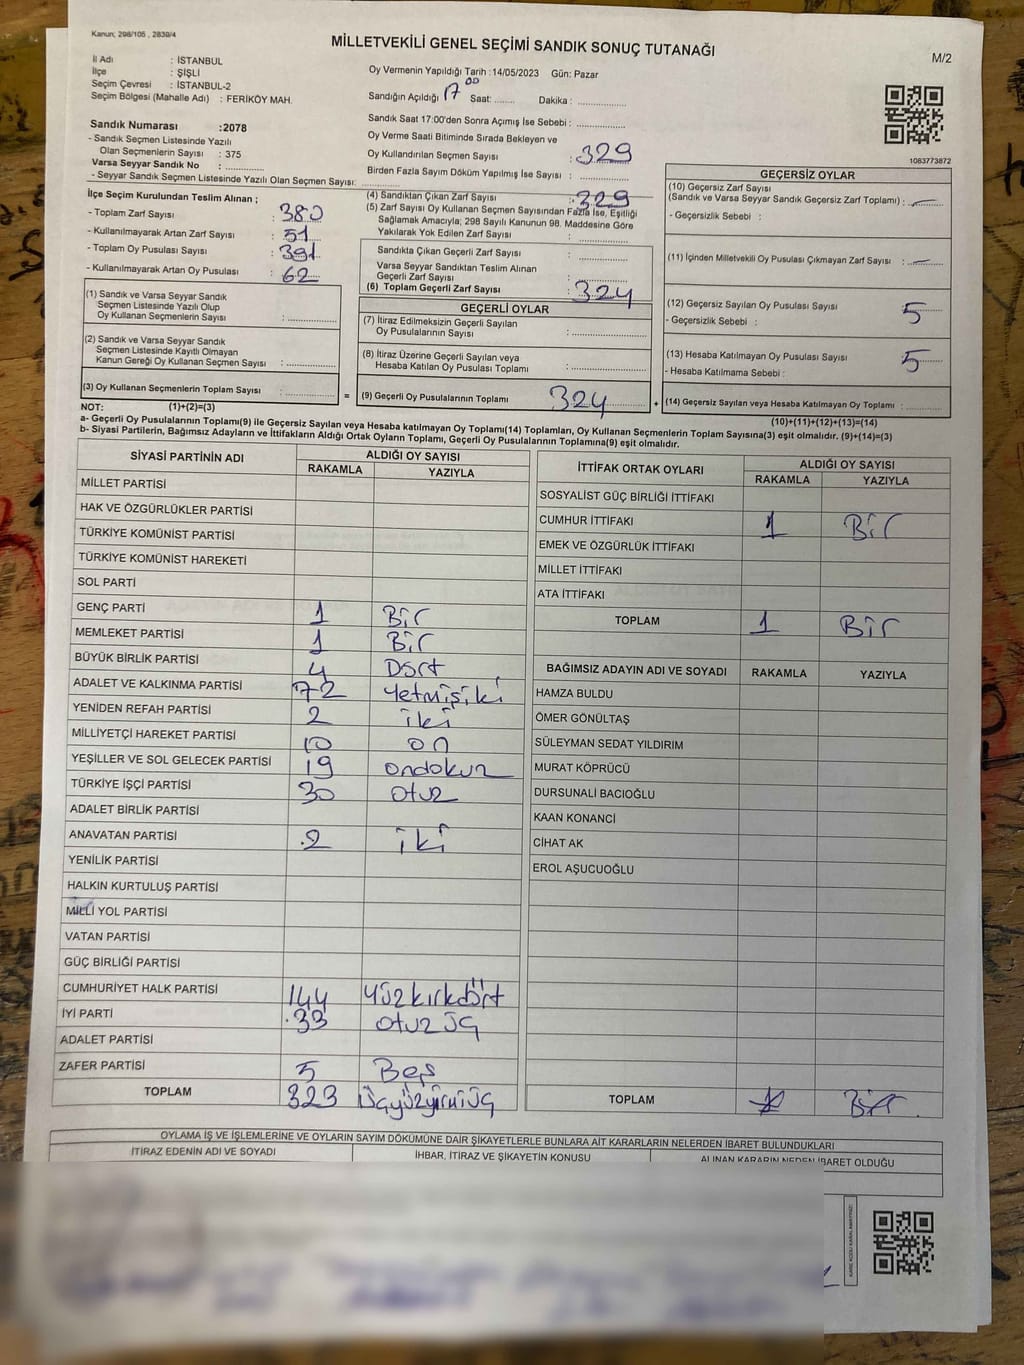 Kanun; 298/105 , 2839/4
MİLLETVEKİLİ GENEL SEÇİMİ SANDIK SONUÇ TUTANAĞI
M/2
İl Adı : İSTANBUL
İlçe : ŞİŞLİ
Seçim Çevresi : İSTANBUL-2
Seçim Bölgesi (Mahalle Adı) : FERİKÖY MAH.
Oy Vermenin Yapıldığı Tarih :14/05/2023 Gün: Pazar
Sandığın Açıldığı 17 00 Saat: ........ Dakika : ................
Sandık Saat 17:00'den Sonra Açımış İse Sebebi : ................
Sandık Numarası :2078
- Sandık Seçmen Listesinde Yazılı
Olan Seçmenlerin Sayısı : 375
Varsa Seyyar Sandık No : ................
- Seyyar Sandık Seçmen Listesinde Yazılı Olan Seçmen Sayısı: ................
Oy Verme Saati Bitiminde Sırada Bekleyen ve
Oy Kullandırılan Seçmen Sayısı : 329
Birden Fazla Sayım Döküm Yapılmış İse Sayısı : ................
1083773872
İlçe Seçim Kurulundan Teslim Alınan ;
- Toplam Zarf Sayısı : 380
- Kullanılmayarak Artan Zarf Sayısı : 51
- Toplam Oy Pusulası Sayısı : 391
- Kullanılmayarak Artan Oy Pusulası : 62
(4) Sandıktan Çıkan Zarf Sayısı : 329
(5) Zarf Sayısı Oy Kullanan Seçmen Sayısından Fazla İse, Eşitliği
Sağlamak Amacıyla; 298 Sayılı Kanunun 98. Maddesine Göre
Yakılarak Yok Edilen Zarf Sayısı : ................
Sandıkta Çıkan Geçerli Zarf Sayısı : ................
Varsa Seyyar Sandıktan Teslim Alınan
Geçerli Zarf Sayısı : ................
(6) Toplam Geçerli Zarf Sayısı : 324
GEÇERSİZ OYLAR
(10) Geçersiz Zarf Sayısı
(Sandık ve Varsa Seyyar Sandık Geçersiz Zarf Toplamı) : —
- Geçersizlik Sebebi :
(11) İçinden Milletvekili Oy Pusulası Çıkmayan Zarf Sayısı : —
(12) Geçersiz Sayılan Oy Pusulası Sayısı 5
- Geçersizlik Sebebi :
(13) Hesaba Katılmayan Oy Pusulası Sayısı 5
- Hesaba Katılmama Sebebi :
(14) Geçersiz Sayılan veya Hesaba Katılmayan Oy Toplamı : ................
(1) Sandık ve Varsa Seyyar Sandık
Seçmen Listesinde Yazılı Olup
Oy Kullanan Seçmenlerin Sayısı : ................
(2) Sandık ve Varsa Seyyar Sandık
Seçmen Listesinde Kayıtlı Olmayan
Kanun Gereği Oy Kullanan Seçmen Sayısı : ................
(3) Oy Kullanan Seçmenlerin Toplam Sayısı : ................ =
GEÇERLİ OYLAR
(7) İtiraz Edilmeksizin Geçerli Sayılan
Oy Pusulalarının Sayısı : ................
(8) İtiraz Üzerine Geçerli Sayılan veya
Hesaba Katılan Oy Pusulası Toplamı : ................
(9) Geçerli Oy Pusulalarının Toplamı 324 +
NOT: (1)+(2)=(3)
(10)+(11)+(12)+(13)=(14)
a- Geçerli Oy Pusulaları Toplamı(9) ile Geçersiz Sayılan veya Hesaba katılmayan Oy Toplamı(14) Toplamları, Oy Kullanan Seçmenlerin Toplam Sayısına(3) eşit olmalıdır. (9)+(14)=(3)
b- Siyasi Partilerin, Bağımsız Adayların ve İttifakların Aldığı Ortak Oyların Toplamı, Geçerli Oy Pusulalarının Toplamına(9) eşit olmalıdır.
SİYASİ PARTİNİN ADI ALDIĞI OY SAYISI
RAKAMLA YAZIYLA
MİLLET PARTİSİ
HAK VE ÖZGÜRLÜKLER PARTİSİ
TÜRKİYE KOMÜNİST PARTİSİ
TÜRKİYE KOMÜNİST HAREKETİ
SOL PARTİ
GENÇ PARTİ 1 Bir
MEMLEKET PARTİSİ 1 Bir
BÜYÜK BİRLİK PARTİSİ 4 Dört
ADALET VE KALKINMA PARTİSİ 72 Yetmişiki
YENİDEN REFAH PARTİSİ 2 iki
MİLLİYETÇİ HAREKET PARTİSİ 10 on
YEŞİLLER VE SOL GELECEK PARTİSİ 19 ondokuz
TÜRKİYE İŞÇİ PARTİSİ 30 otuz
ADALET BİRLİK PARTİSİ
ANAVATAN PARTİSİ 2 iki
YENİLİK PARTİSİ
HALKIN KURTULUŞ PARTİSİ
MİLLİ YOL PARTİSİ
VATAN PARTİSİ
GÜÇ BİRLİĞİ PARTİSİ
CUMHURİYET HALK PARTİSİ 144 Yüzkırkdört
İYİ PARTİ 33 otuz üç
ADALET PARTİSİ
ZAFER PARTİSİ 5 Beş
TOPLAM 323 Üçyüzyirmiüç
İTTİFAK ORTAK OYLARI ALDIĞI OY SAYISI
RAKAMLA YAZIYLA
SOSYALİST GÜÇ BİRLİĞİ İTTİFAKI
CUMHUR İTTİFAKI 1 Bir
EMEK VE ÖZGÜRLÜK İTTİFAKI
MİLLET İTTİFAKI
ATA İTTİFAKI
TOPLAM 1 Bir
BAĞIMSIZ ADAYIN ADI VE SOYADI RAKAMLA YAZIYLA
HAMZA BULDU
ÖMER GÖNÜLTAŞ
SÜLEYMAN SEDAT YILDIRIM
MURAT KÖPRÜCÜ
DURSUNALİ BACIOĞLU
KAAN KONANCİ
CİHAT AK
EROL AŞUCUOĞLU
TOPLAM
OYLAMA İŞ VE İŞLEMLERİNE VE OYLARIN SAYIM DÖKÜMÜNE DAİR ŞİKAYETLERLE BUNLARA AİT KARARLARIN NELERDEN İBARET BULUNDUKLARI
İTİRAZ EDENİN ADI VE SOYADI İHBAR, İTİRAZ VE ŞİKAYETİN KONUSU ALINAN KARARIN NEDEN İBARET OLDUĞU